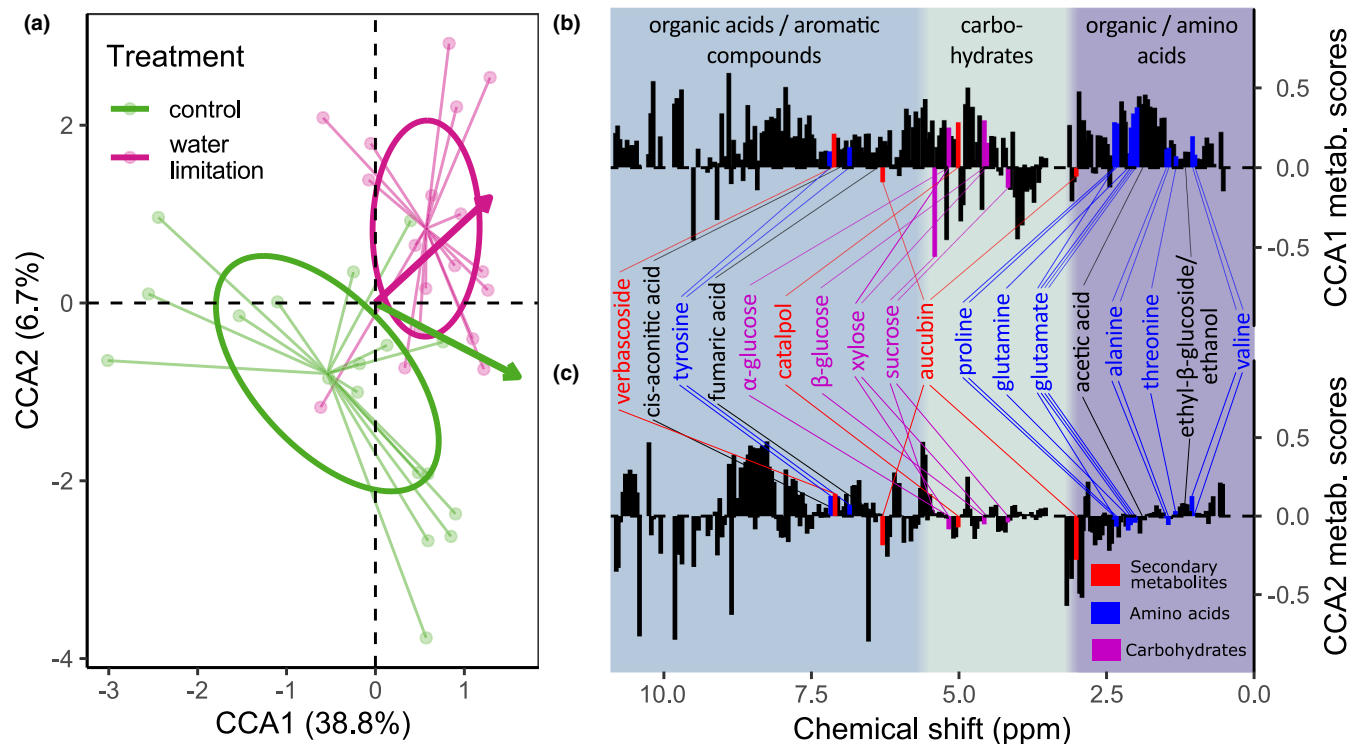 (a)
Treatment
control
water
limitation
2
0
-2
-4
CCA2 (6.7%)
-3
-2
-1
0
1
CCA1 (38.8%)
(b)
organic acids / aromatic
compounds
carbo-
hydrates
organic / amino
acids
0.5
0.0
-0.5
CCA1 metab. scores
verbascoside
cis-aconitic acid
tyrosine
fumaric acid
α-glucose
catalpol
β-glucose
xylose
sucrose
aucubin
proline
glutamine
glutamate
acetic acid
alanine
threonine
ethyl-β-glucoside/
ethanol
valine
(c)
0.5
0.0
-0.5
CCA2 metab. scores
Secondary
metabolites
Amino acids
Carbohydrates
10.0
7.5
5.0
2.5
0.0
Chemical shift (ppm)